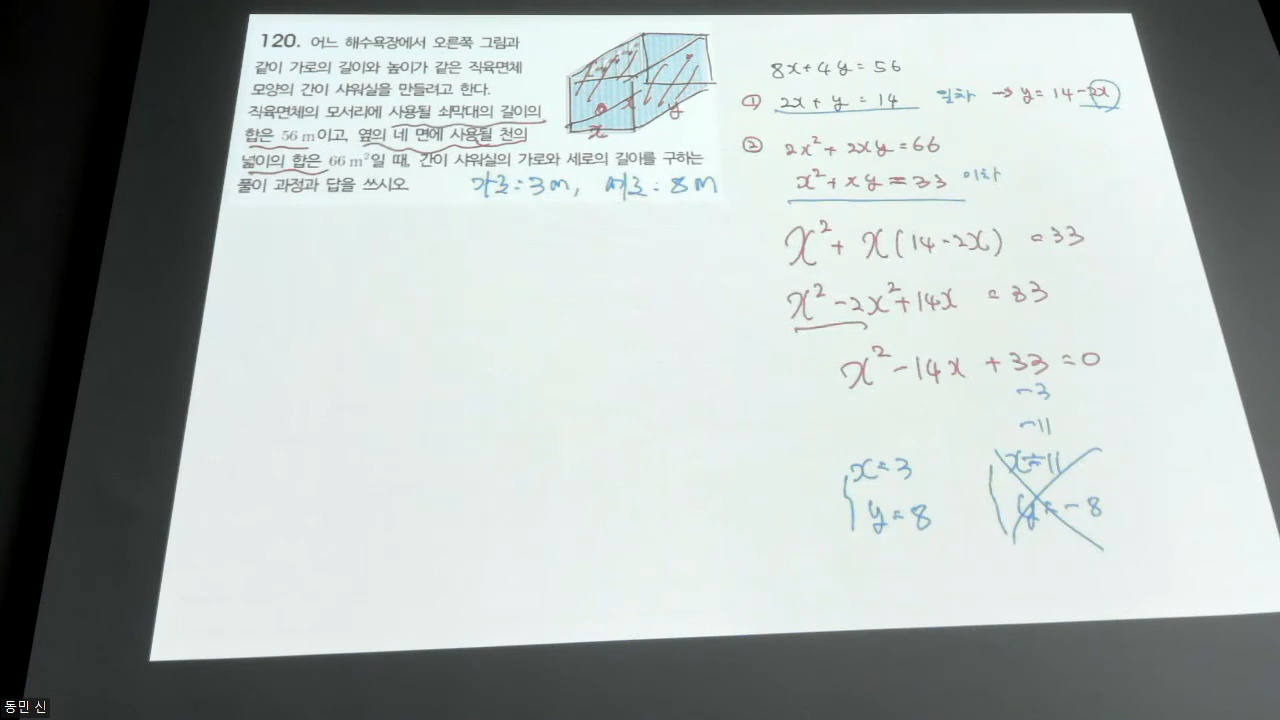 120. 어느 해수욕장에서 오른쪽 그림과
같이 가로의 길이와 높이가 같은 직육면체
모양의 간이 샤워실을 만들려고 한다.
직육면체의 모서리에 사용될 쇠막대의 길이의
합은 56 m이고, 옆의 네 면에 사용될 천의
넓이의 합은 66 m²일 때, 간이 샤워실의 가로와 세로의 길이를 구하는
풀이 과정과 답을 쓰시오.
가로 = 3m, 세로 : 8m
x
x
y
8x+4y=56
① 2x+y=14 일차 → y=14-2x
② 2x²+2xy=66
x²+xy=33 이차
x²+x(14-2x) =33
x²-2x²+14x =33
x²-14x+33=0
-3
-11
x=3
y=8
x=11
y=-8
동민 신